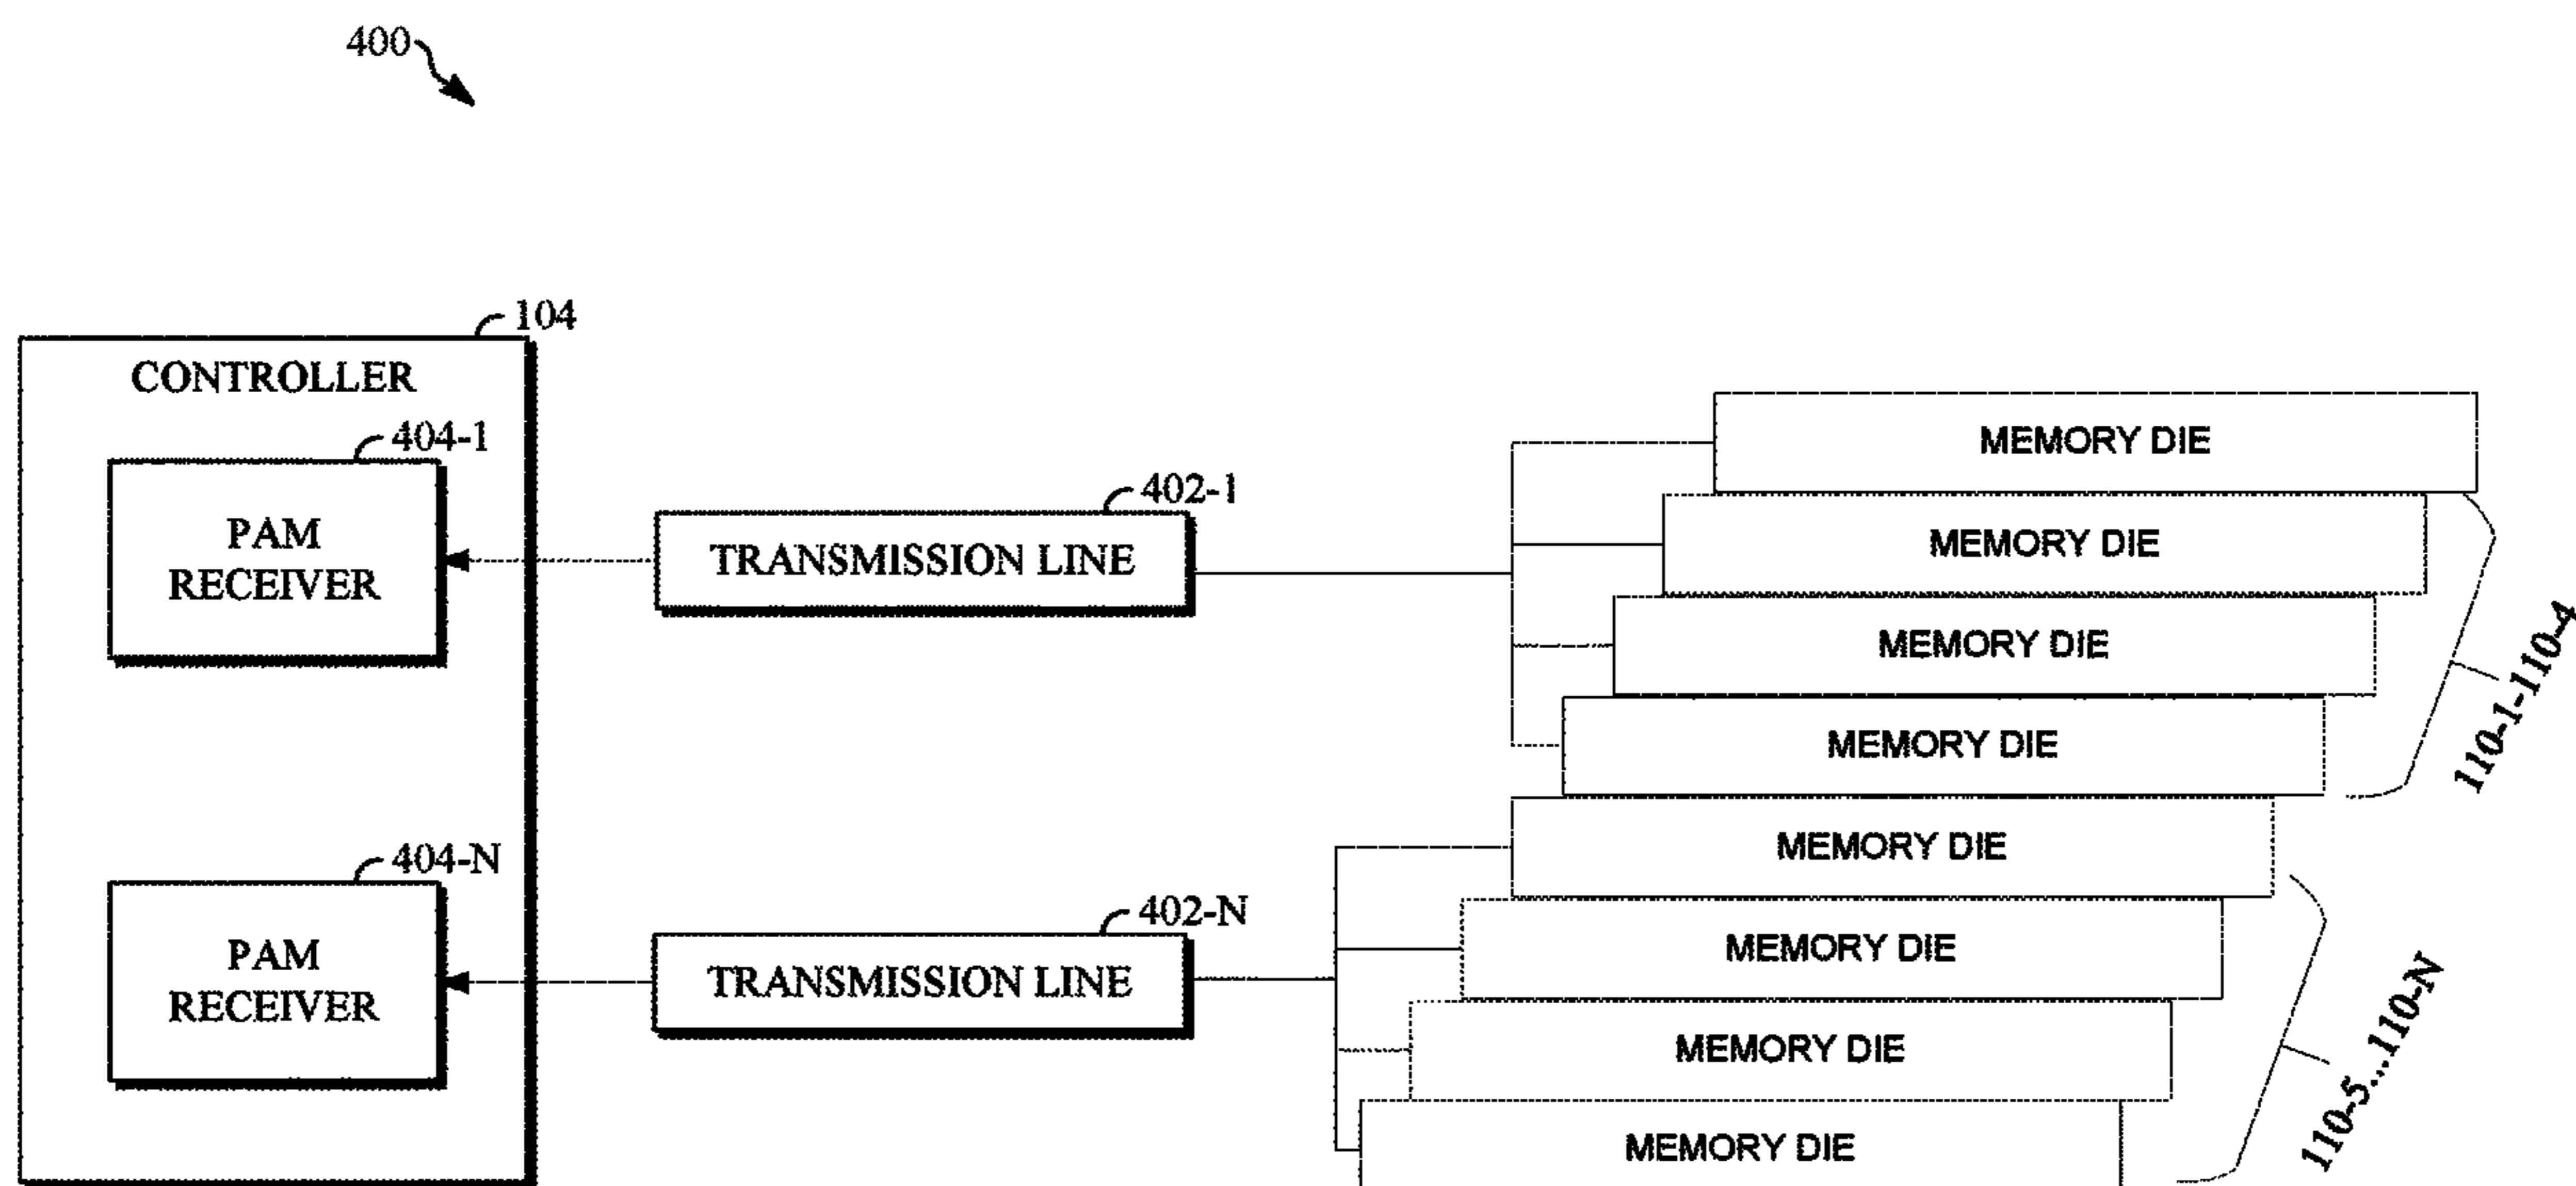 400
104
CONTROLLER
404-1
PAM
RECEIVER
402-1
TRANSMISSION LINE
MEMORY DIE
MEMORY DIE
MEMORY DIE
MEMORY DIE
110-1-110-4
404-N
PAM
RECEIVER
402-N
TRANSMISSION LINE
MEMORY DIE
MEMORY DIE
MEMORY DIE
MEMORY DIE
110-5...110-N